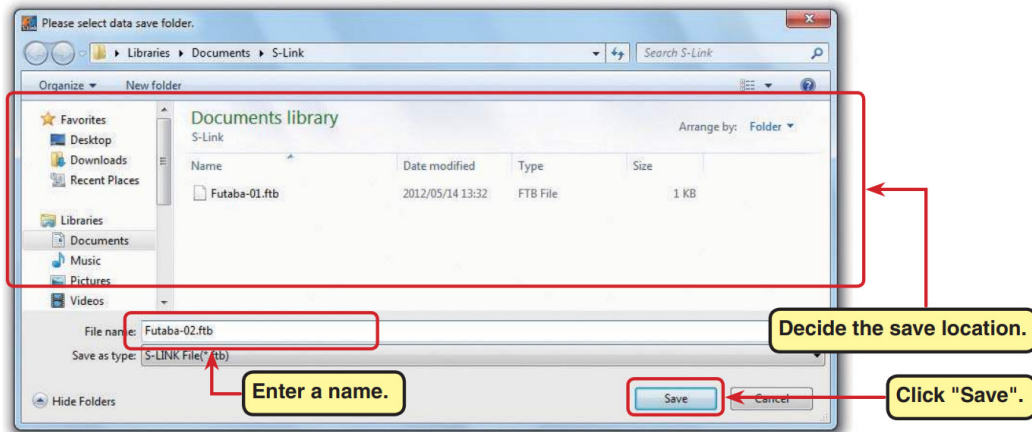 Please select data save folder.
Libraries Documents S-Link
Search S-Link
Organize New folder
Favorites
Desktop
Downloads
Recent Places
Libraries
Documents
Music
Pictures
Videos
Documents library
S-Link
Arrange by: Folder
Name Date modified Type Size
Futaba-01.ftb 2012/05/14 13:32 FTB File 1 KB
File name: Futaba-02.ftb
Save as type: S-LINK File(*.ftb)
Hide Folders
Save Cancel
Decide the save location.
Enter a name.
Click "Save".